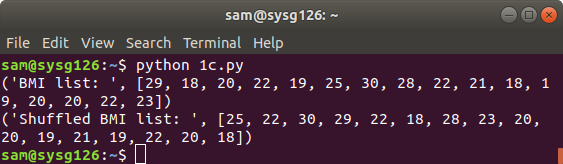 sam@sysg126: ~
File Edit View Search Terminal Help
sam@sysg126:~$ python 1c.py
('BMI list: ', [29, 18, 20, 22, 19, 25, 30, 28, 22, 21, 18, 1
9, 20, 20, 22, 23])
('Shuffled BMI list: ', [25, 22, 30, 29, 22, 18, 28, 23, 20,
20, 19, 21, 19, 22, 20, 18])
sam@sysg126:~$